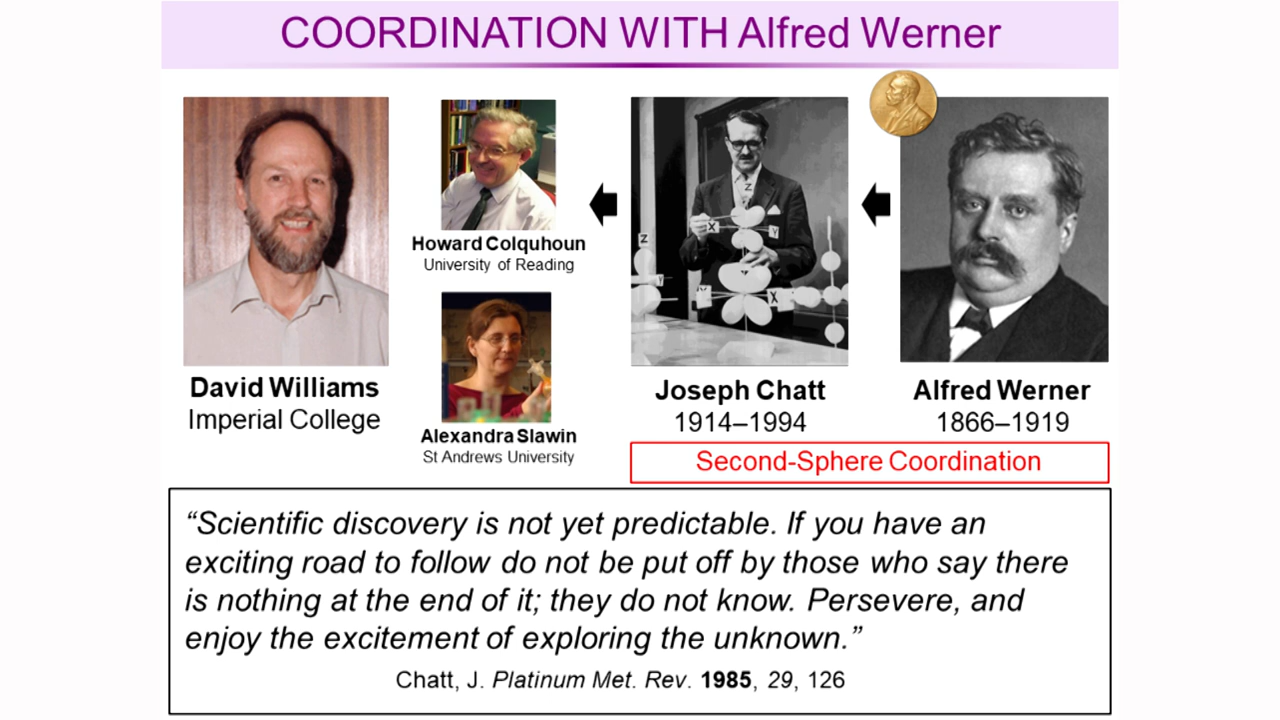 COORDINATION WITH Alfred Werner
Howard Colquhoun
University of Reading
David Williams
Imperial College
Alexandra Slawin
St Andrews University
Z
X
Y
Z
Y
X
Joseph Chatt
1914–1994
Alfred Werner
1866–1919
Second-Sphere Coordination
“Scientific discovery is not yet predictable. If you have an
exciting road to follow do not be put off by those who say there
is nothing at the end of it; they do not know. Persevere, and
enjoy the excitement of exploring the unknown.”
Chatt, J. Platinum Met. Rev. 1985, 29, 126